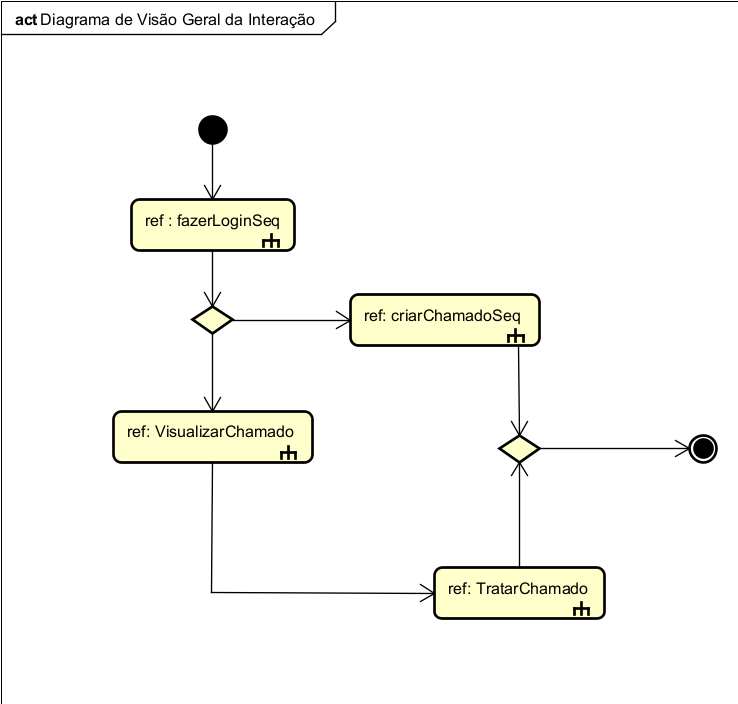 act Diagrama de Visão Geral da Interação
ref : fazerLoginSeq
ref: criarChamadoSeq
ref: VisualizarChamado
ref: TratarChamado